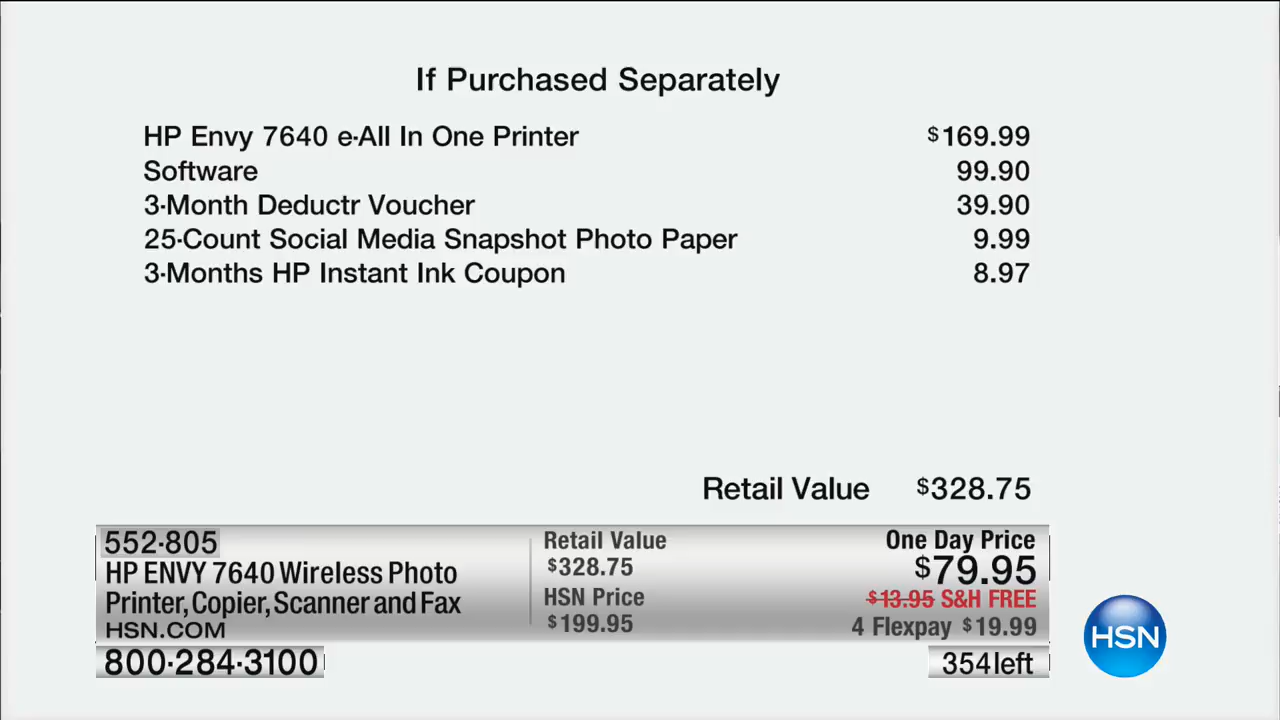 If Purchased Separately
HP Envy 7640 e-All In One Printer $169.99
Software 99.90
3-Month Deductr Voucher 39.90
25-Count Social Media Snapshot Photo Paper 9.99
3-Months HP Instant Ink Coupon 8.97
Retail Value $328.75
552-805
HP ENVY 7640 Wireless Photo
Printer, Copier, Scanner and Fax
HSN.COM
800-284-3100
Retail Value
$328.75
HSN Price
$199.95
One Day Price
$79.95
$13.95 S&H FREE
4 Flexpay $19.99
354 left
HSN